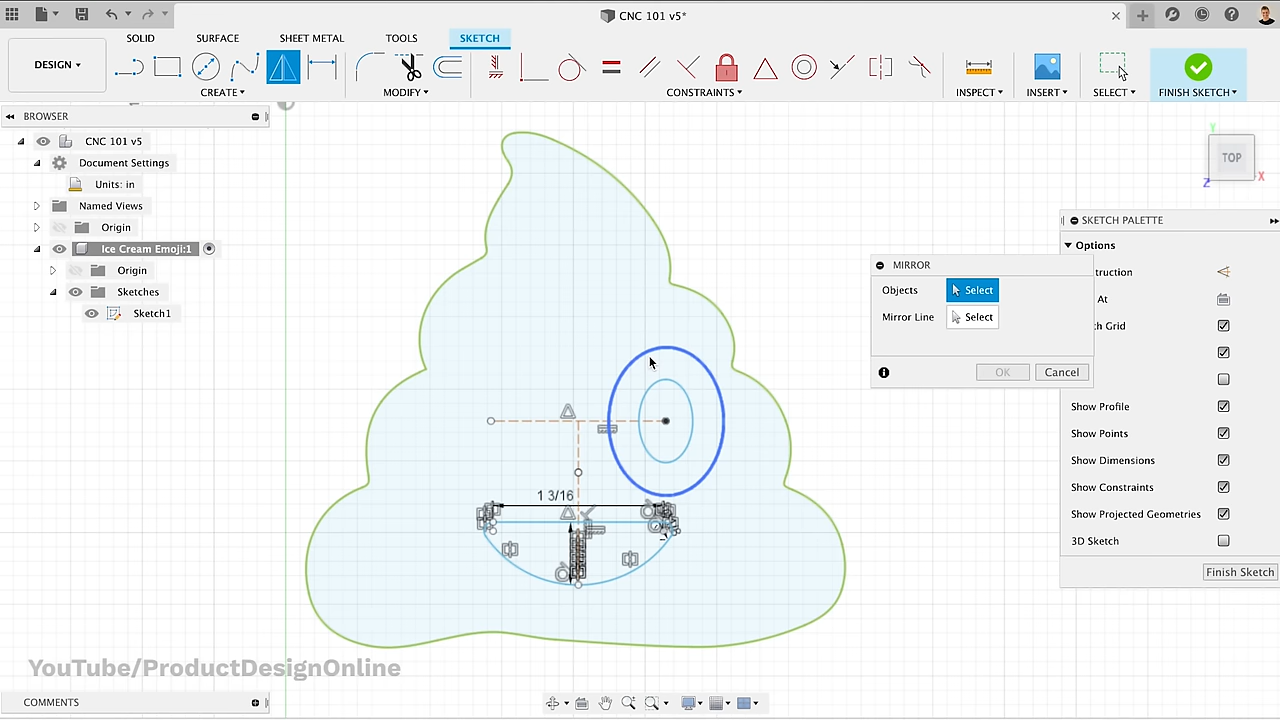 CNC 101 v5*
DESIGN
SOLID
SURFACE
SHEET METAL
TOOLS
SKETCH
CREATE
MODIFY
CONSTRAINTS
INSPECT
INSERT
SELECT
FINISH SKETCH
BROWSER
CNC 101 v5
Document Settings
Units: in
Named Views
Origin
Ice Cream Emoji:1
Origin
Sketches
Sketch1
1 3/16
TOP
Y
X
Z
SKETCH PALETTE
Options
truction
At
h Grid
Show Profile
Show Points
Show Dimensions
Show Constraints
Show Projected Geometries
3D Sketch
Finish Sketch
MIRROR
Objects
Select
Mirror Line
Select
OK
Cancel
YouTube/ProductDesignOnline
COMMENTS